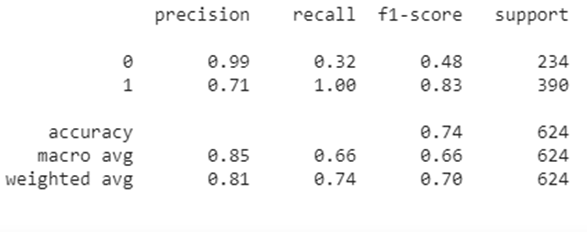 precision recall f1-score support
0 0.99 0.32 0.48 234
1 0.71 1.00 0.83 390
accuracy 0.74 624
macro avg 0.85 0.66 0.66 624
weighted avg 0.81 0.74 0.70 624